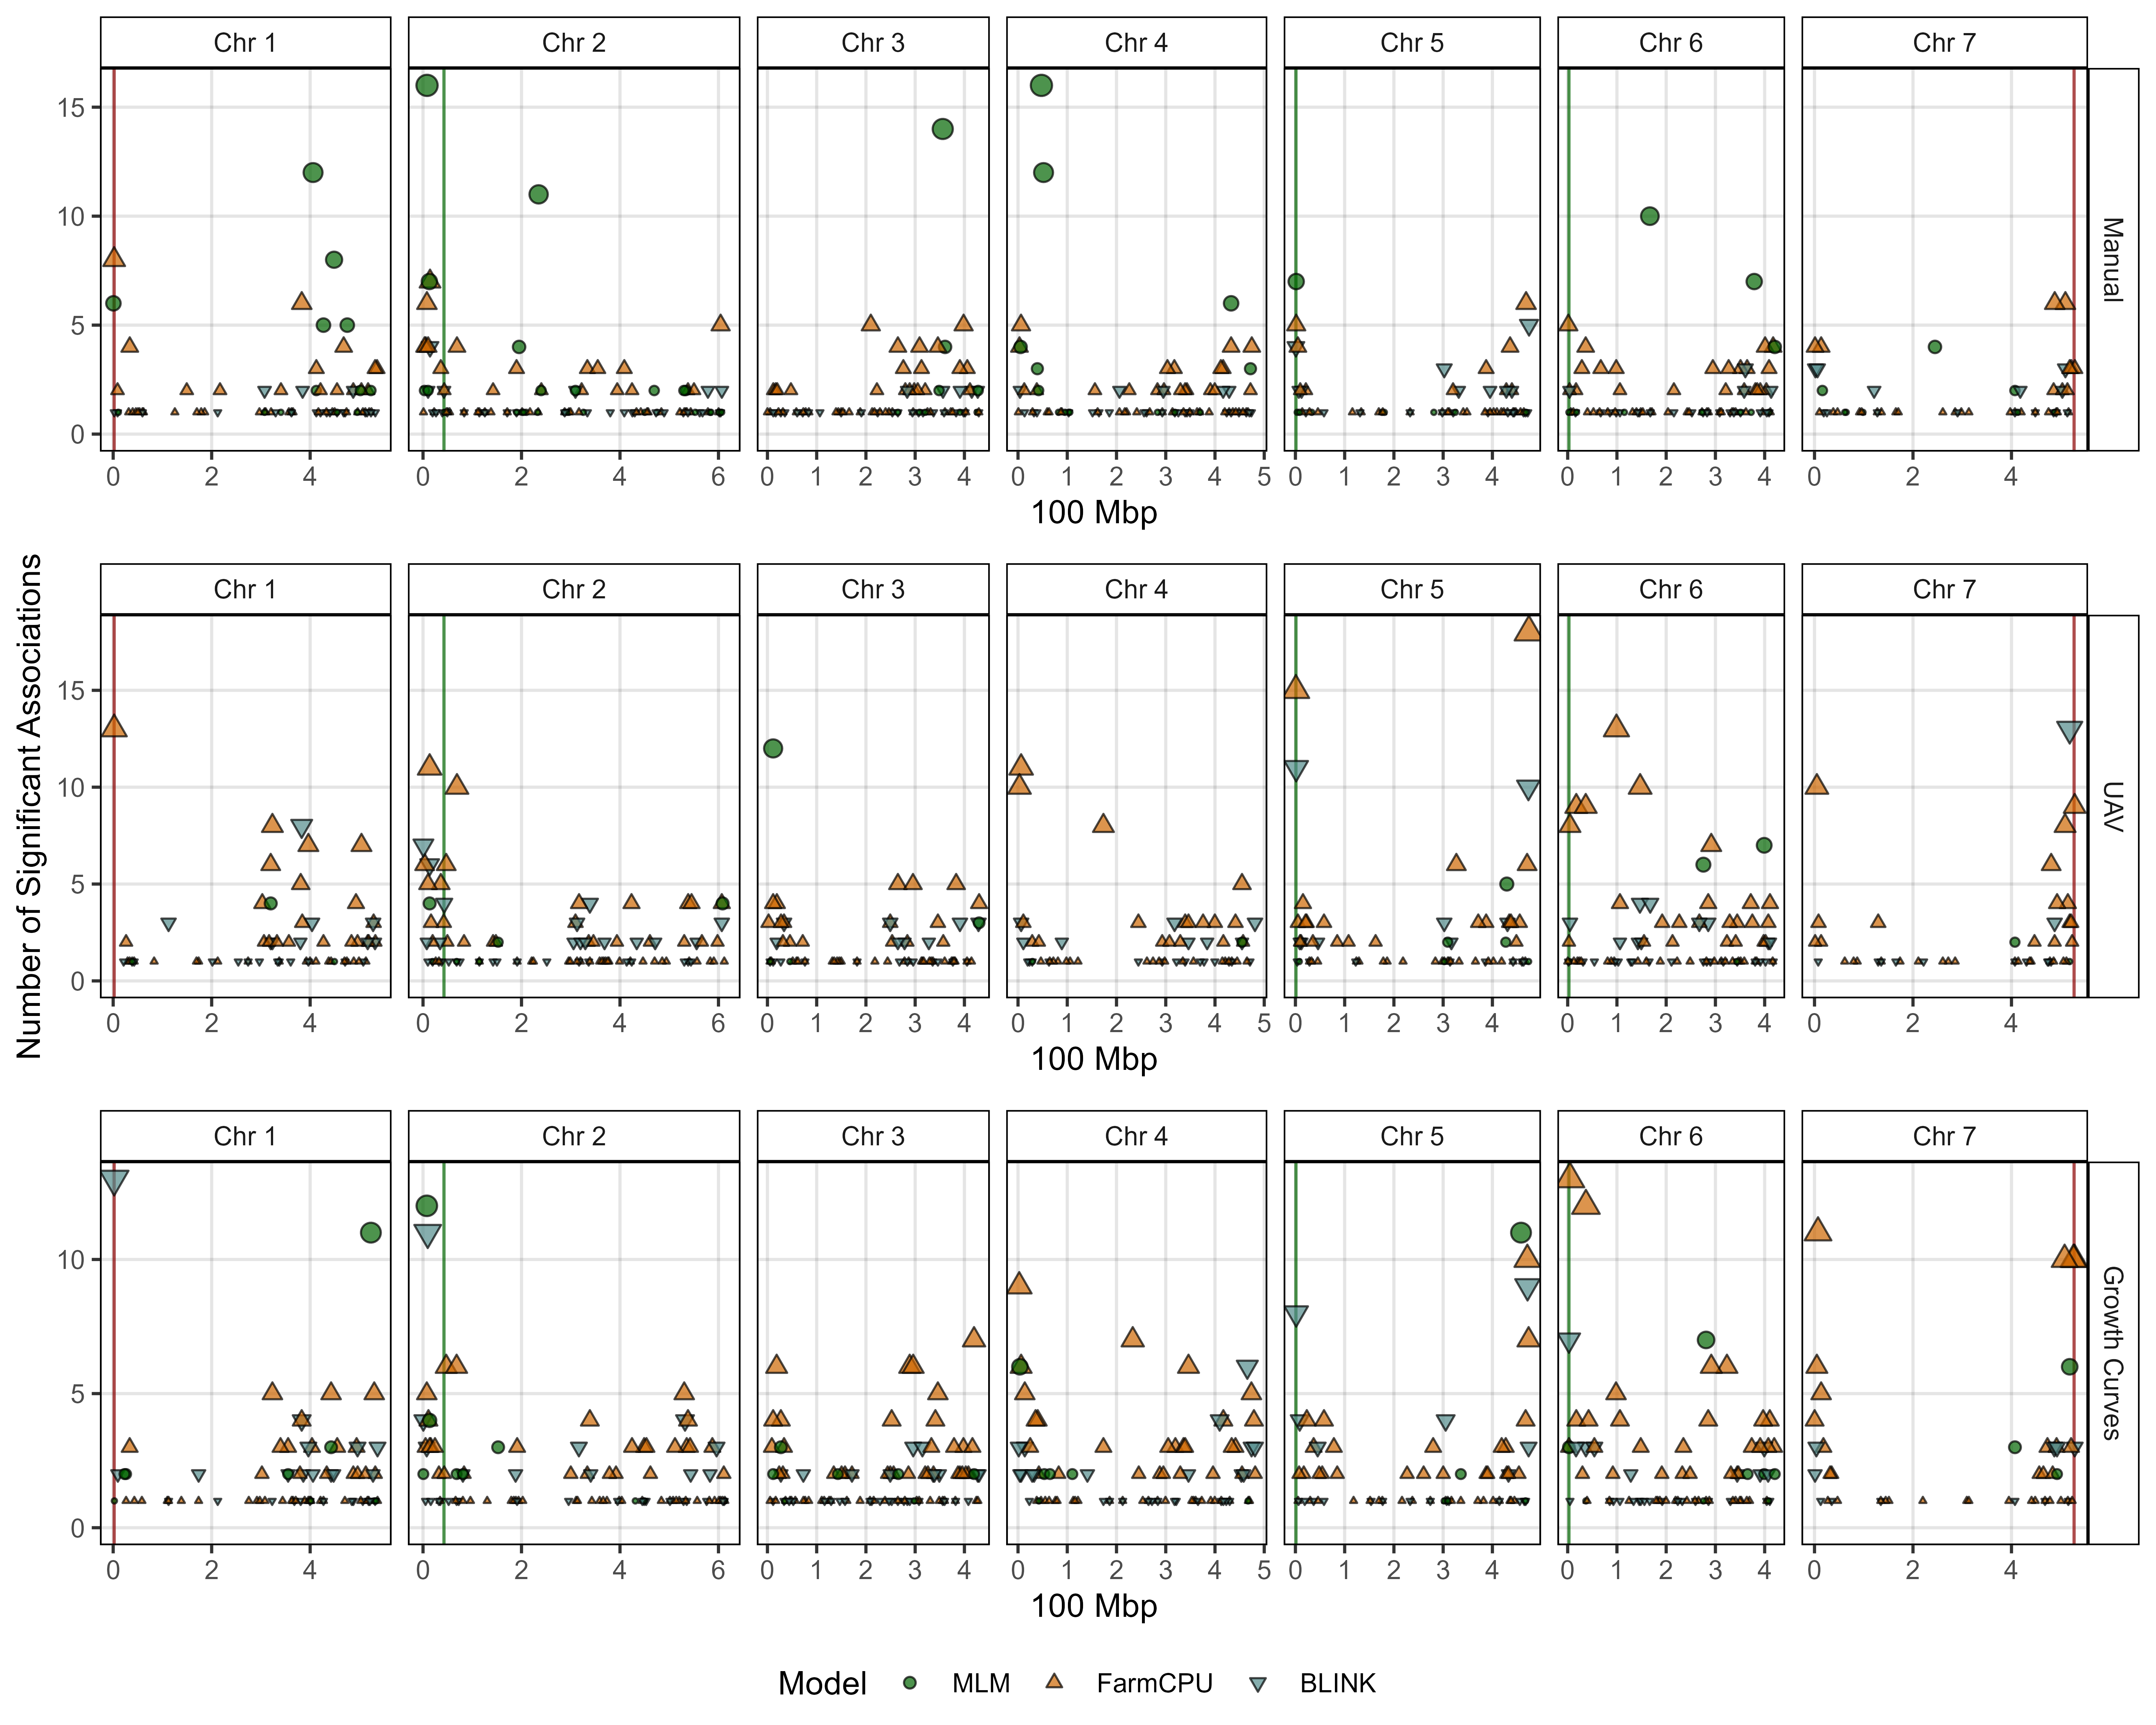 Chr 1 Chr 2 Chr 3 Chr 4 Chr 5 Chr 6 Chr 7
15
10
5
0
Manual
0 2 4 0 2 4 6 0 1 2 3 4 0 1 2 3 4 5 0 1 2 3 4 0 1 2 3 4 0 2 4
100 Mbp
Number of Significant Associations
Chr 1 Chr 2 Chr 3 Chr 4 Chr 5 Chr 6 Chr 7
15
10
5
0
UAV
0 2 4 0 2 4 6 0 1 2 3 4 0 1 2 3 4 5 0 1 2 3 4 0 1 2 3 4 0 2 4
100 Mbp
Chr 1 Chr 2 Chr 3 Chr 4 Chr 5 Chr 6 Chr 7
10
5
0
Growth Curves
0 2 4 0 2 4 6 0 1 2 3 4 0 1 2 3 4 5 0 1 2 3 4 0 1 2 3 4 0 2 4
100 Mbp
Model MLM FarmCPU BLINK